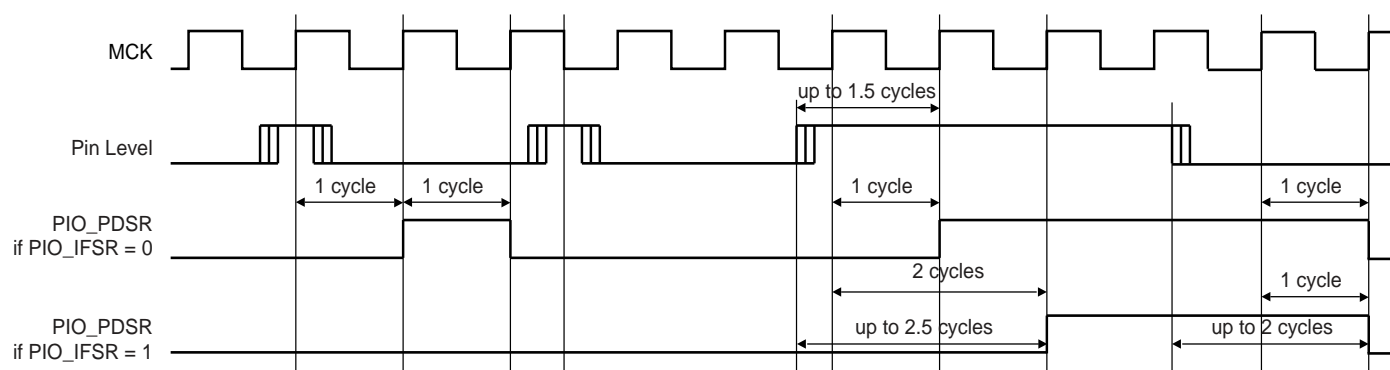 MCK
up to 1.5 cycles
Pin Level
1 cycle
1 cycle
1 cycle
1 cycle
PIO_PDSR
if PIO_IFSR = 0
2 cycles
1 cycle
PIO_PDSR
if PIO_IFSR = 1
up to 2.5 cycles
up to 2 cycles